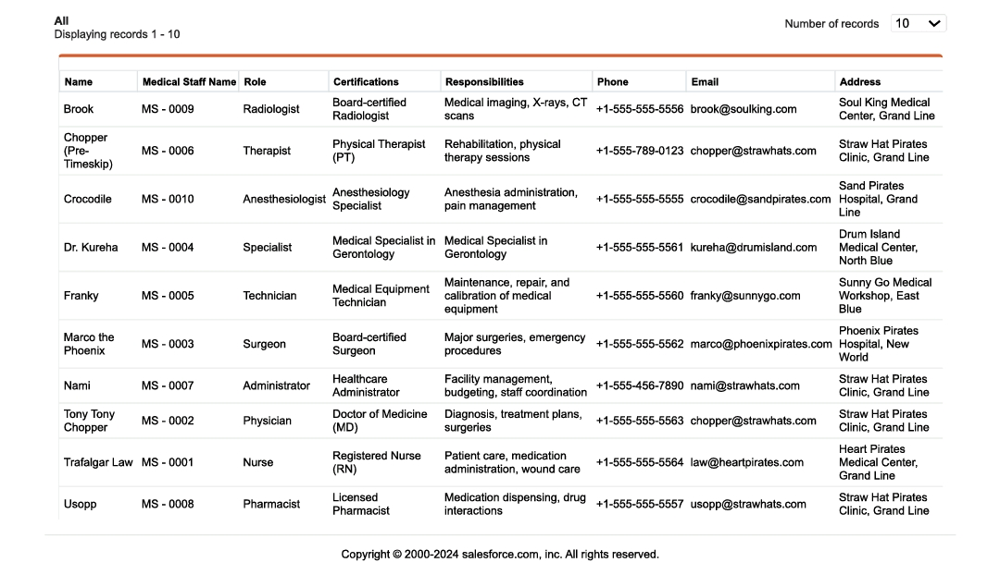 All
Displaying records 1 - 10
Number of records 10
Name Medical Staff Name Role Certifications Responsibilities Phone Email Address
Brook MS - 0009 Radiologist Board-certified Radiologist Medical imaging, X-rays, CT scans +1-555-555-5556 brook@soulking.com Soul King Medical Center, Grand Line
Chopper (Pre-Timeskip) MS - 0006 Therapist Physical Therapist (PT) Rehabilitation, physical therapy sessions +1-555-789-0123 chopper@strawhats.com Straw Hat Pirates Clinic, Grand Line
Crocodile MS - 0010 Anesthesiologist Anesthesiology Specialist Anesthesia administration, pain management +1-555-555-5555 crocodile@sandpirates.com Sand Pirates Hospital, Grand Line
Dr. Kureha MS - 0004 Specialist Medical Specialist in Gerontology Medical Specialist in Gerontology +1-555-555-5561 kureha@drumisland.com Drum Island Medical Center, North Blue
Franky MS - 0005 Technician Medical Equipment Technician Maintenance, repair, and calibration of medical equipment +1-555-555-5560 franky@sunnygo.com Sunny Go Medical Workshop, East Blue
Marco the Phoenix MS - 0003 Surgeon Board-certified Surgeon Major surgeries, emergency procedures +1-555-555-5562 marco@phoenixpirates.com Phoenix Pirates Hospital, New World
Nami MS - 0007 Administrator Healthcare Administrator Facility management, budgeting, staff coordination +1-555-456-7890 nami@strawhats.com Straw Hat Pirates Clinic, Grand Line
Tony Tony Chopper MS - 0002 Physician Doctor of Medicine (MD) Diagnosis, treatment plans, surgeries +1-555-555-5563 chopper@strawhats.com Straw Hat Pirates Clinic, Grand Line
Trafalgar Law MS - 0001 Nurse Registered Nurse (RN) Patient care, medication administration, wound care +1-555-555-5564 law@heartpirates.com Heart Pirates Medical Center, Grand Line
Usopp MS - 0008 Pharmacist Licensed Pharmacist Medication dispensing, drug interactions +1-555-555-5557 usopp@strawhats.com Straw Hat Pirates Clinic, Grand Line
Copyright © 2000-2024 salesforce.com, inc. All rights reserved.